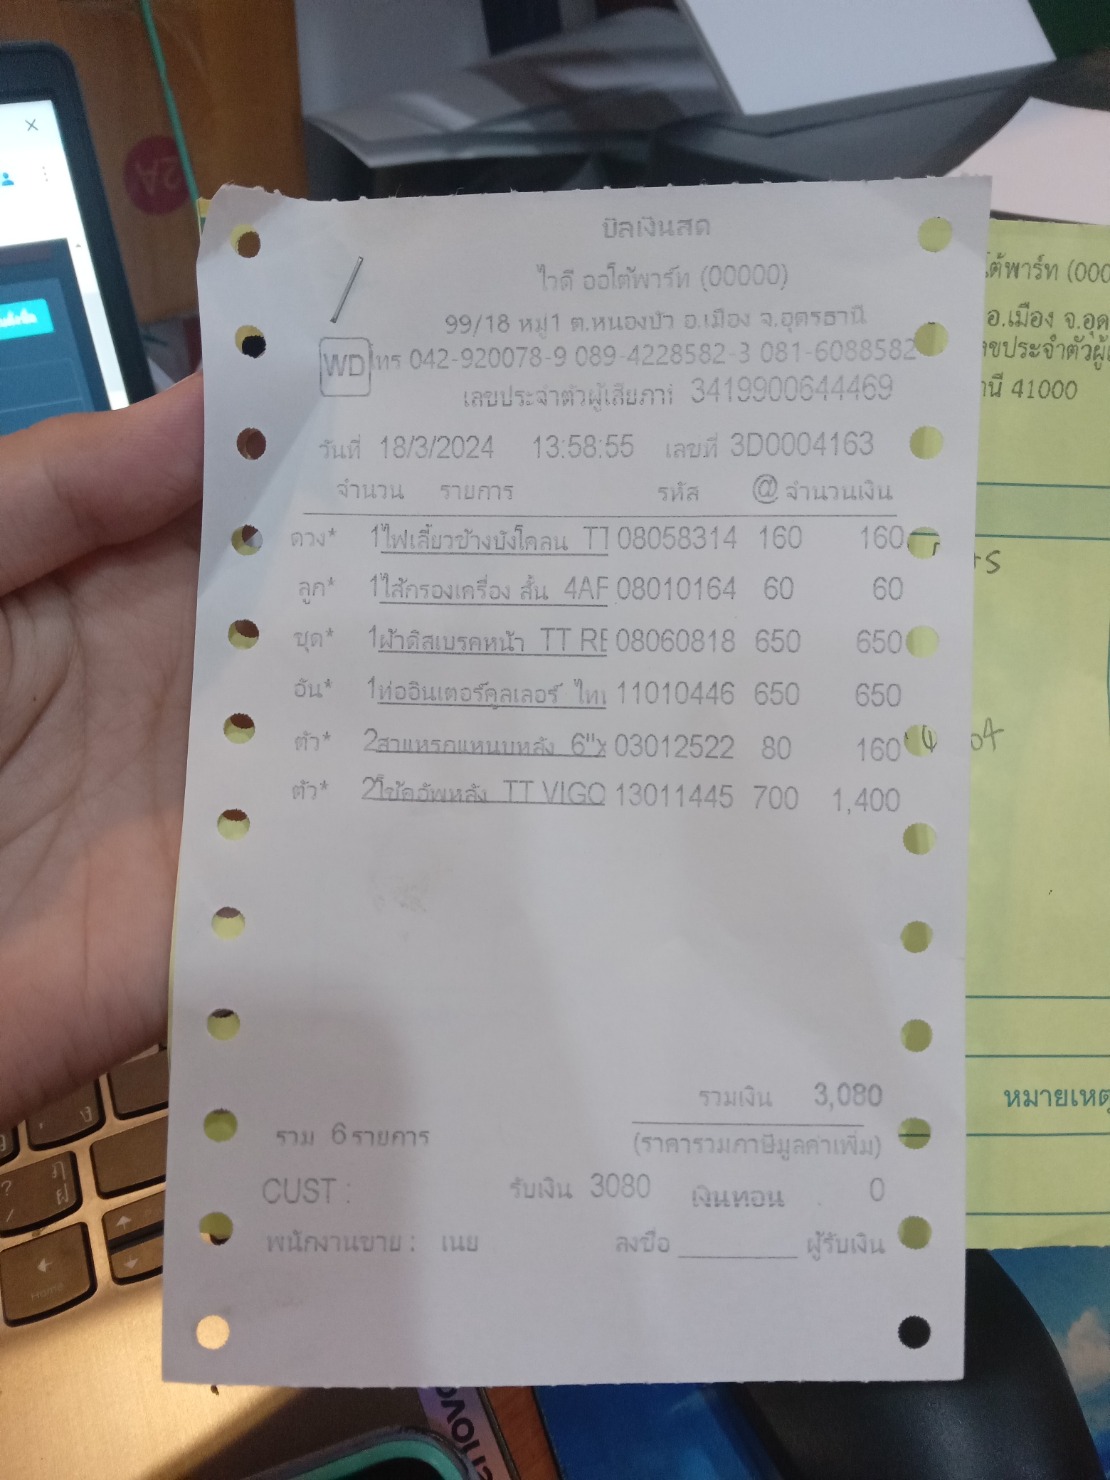 บิลเงินสด
ไวดี ออโต้พาร์ท (00000)
99/18 หมู่1 ต.หนองบัว อ.เมือง จ.อุดรธานี
WD โทร 042-920078-9 089-4228582-3 081-6088582
เลขประจำตัวผู้เสียภาษี 3419900644469
วันที่ 18/3/2024 13:58:55 เลขที่ 3D0004163
จำนวน รายการ รหัส @ จำนวนเงิน
ดวง* 1ไฟเลี้ยวข้างบังโคลน TT 08058314 160 160
ลูก* 1ไส้กรองเครื่อง สั้น 4AF 08010164 60 60
ชุด* 1ผ้าดิสเบรคหน้า TT RE 08060818 650 650
อัน* 1ท่ออินเตอร์คูลเลอร์ ไท 11010446 650 650
ตัว* 2สาแหรกแหนบหลัง 6"x 03012522 80 160
ตัว* 2โช้คอัพหลัง TT VIGO 13011445 700 1,400
รวมเงิน 3,080
รวม 6รายการ (ราคารวมภาษีมูลค่าเพิ่ม)
CUST : รับเงิน 3080 เงินทอน 0
พนักงานขาย : เนย ลงชื่อ ผู้รับเงิน
ต้พาร์ท (000
อ.เมือง จ.อุด
ขประจำตัวผู้
นี 41000
หมายเหตุ
2A
Home
lenovo